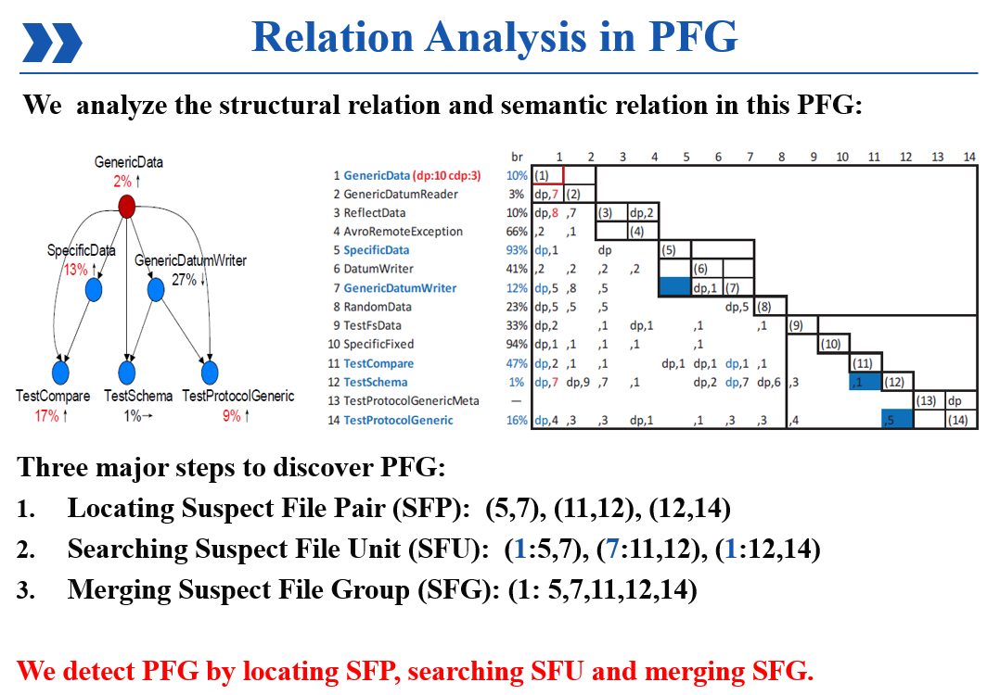 Relation Analysis in PFG
We analyze the structural relation and semantic relation in this PFG:
GenericData
2% ↑
SpecificData
13% ↑
GenericDatumWriter
27% ↓
TestCompare TestSchema TestProtocolGeneric
17% ↑ 1%→ 9% ↑
br 1 2 3 4 5 6 7 8 9 10 11 12 13 14
1 GenericData (dp:10 cdp:3) 10% (1)
2 GenericDatumReader 3% dp,7 (2)
3 ReflectData 10% dp,8 ,7 (3) dp,2
4 AvroRemoteException 66% ,2 ,1 (4)
5 SpecificData 93% dp,1 dp (5)
6 DatumWriter 41% ,2 ,2 ,2 ,2 (6)
7 GenericDatumWriter 12% dp,5 ,8 ,5 dp,1 (7)
8 RandomData 23% dp,5 ,5 ,5 dp,5 (8)
9 TestFsData 33% dp,2 ,1 dp,1 ,1 ,1 (9)
10 SpecificFixed 94% dp,1 ,1 ,1 ,1 ,1 (10)
11 TestCompare 47% dp,2 ,1 ,1 dp,1 dp,1 dp,1 ,1 (11)
12 TestSchema 1% dp,7 dp,9 ,7 ,1 dp,2 dp,7 dp,6 ,3 ,1 (12)
13 TestProtocolGenericMeta — (13) dp
14 TestProtocolGeneric 16% dp,4 ,3 ,3 dp,1 ,1 ,3 ,3 ,4 ,5 (14)
Three major steps to discover PFG:
1. Locating Suspect File Pair (SFP): (5,7), (11,12), (12,14)
2. Searching Suspect File Unit (SFU): (1:5,7), (7:11,12), (1:12,14)
3. Merging Suspect File Group (SFG): (1: 5,7,11,12,14)
We detect PFG by locating SFP, searching SFU and merging SFG.